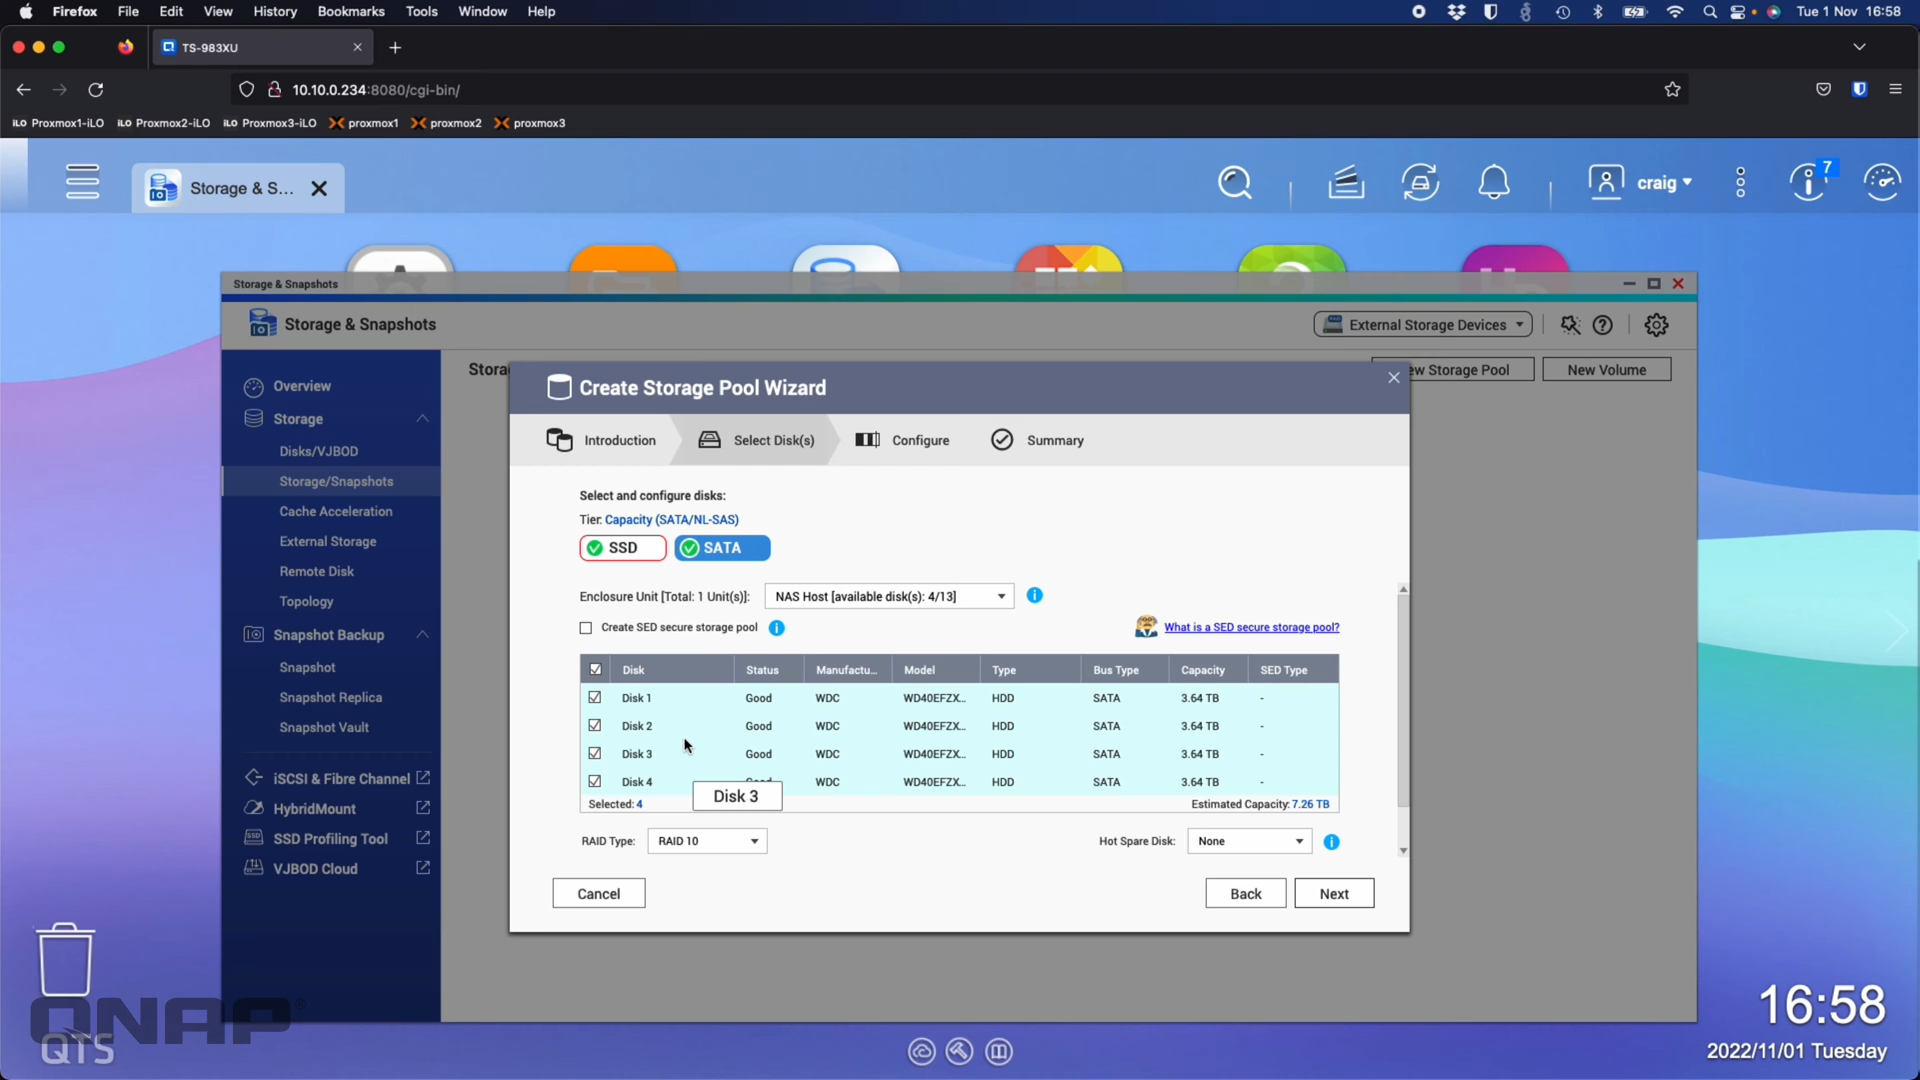 Firefox File Edit View History Bookmarks Tools Window Help Tue 1 Nov 16:58
TS-983XU
10.10.0.234:8080/cgi-bin/
iLO Proxmox1-iLO iLO Proxmox2-iLO iLO Proxmox3-iLO proxmox1 proxmox2 proxmox3
Storage & S... craig 7
Storage & Snapshots
Storage & Snapshots External Storage Devices
Stora ew Storage Pool New Volume
Overview
Storage
Disks/VJBOD
Storage/Snapshots
Cache Acceleration
External Storage
Remote Disk
Topology
Snapshot Backup
Snapshot
Snapshot Replica
Snapshot Vault
iSCSI & Fibre Channel
HybridMount
SSD Profiling Tool
VJBOD Cloud
Create Storage Pool Wizard
Introduction Select Disk(s) Configure Summary
Select and configure disks:
Tier: Capacity (SATA/NL-SAS)
SSD SATA
Enclosure Unit [Total: 1 Unit(s)]: NAS Host [available disk(s): 4/13]
Create SED secure storage pool What is a SED secure storage pool?
Disk Status Manufactu... Model Type Bus Type Capacity SED Type
Disk 1 Good WDC WD40EFZX... HDD SATA 3.64 TB -
Disk 2 Good WDC WD40EFZX... HDD SATA 3.64 TB -
Disk 3 Good WDC WD40EFZX... HDD SATA 3.64 TB -
Disk 4 Good WDC WD40EFZX... HDD SATA 3.64 TB -
Disk 3
Selected: 4 Estimated Capacity: 7.26 TB
RAID Type: RAID 10 Hot Spare Disk: None
Cancel Back Next
QNAP
QTS
16:58
2022/11/01 Tuesday